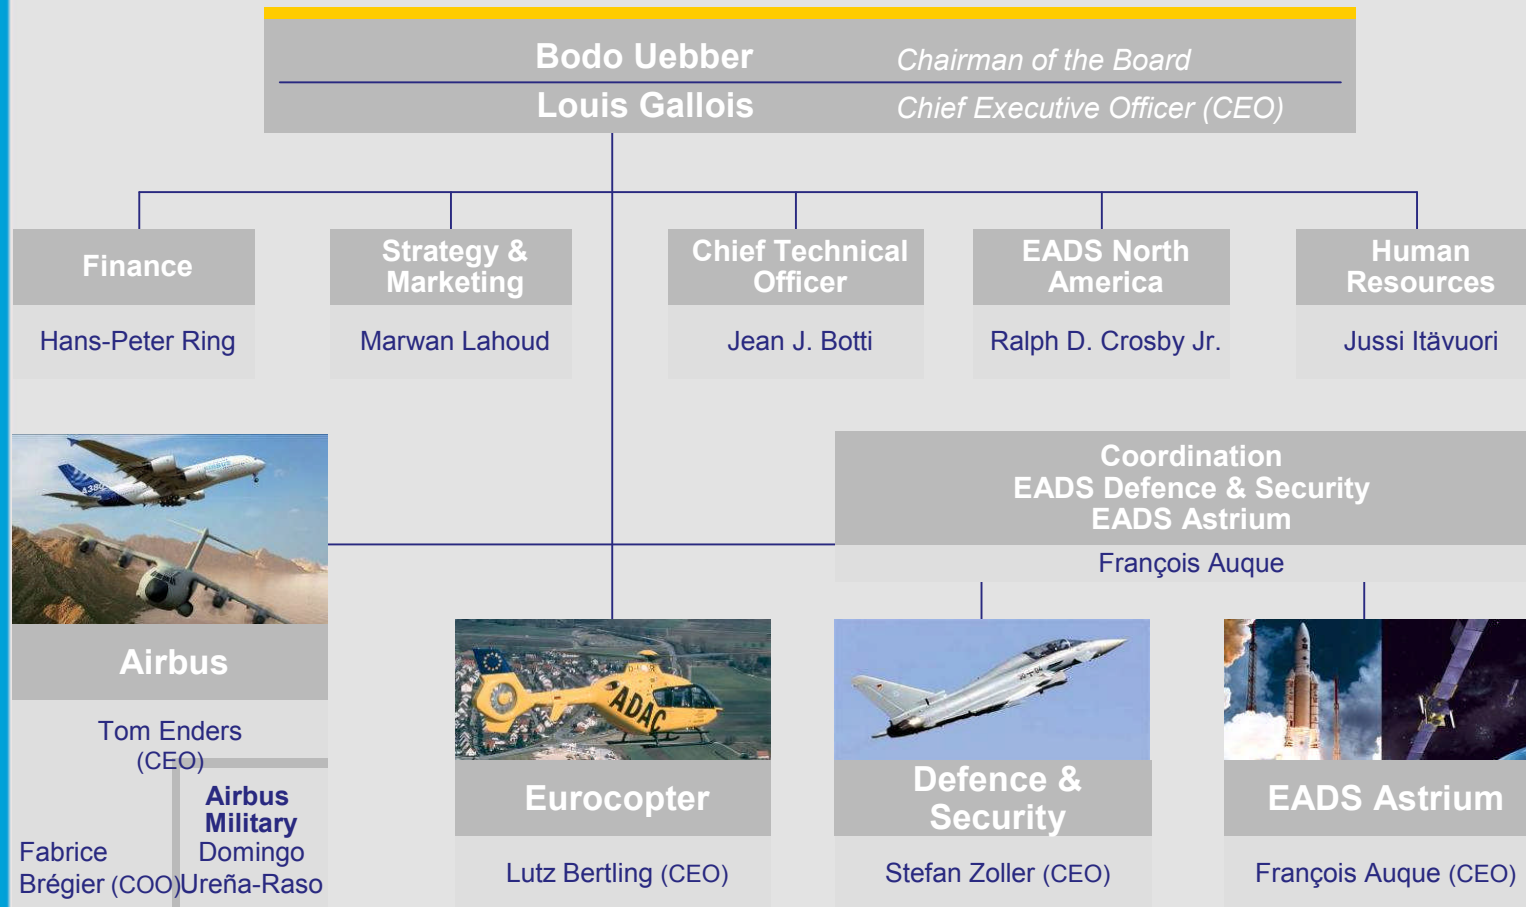 Bodo Uebber Chairman of the Board
Louis Gallois Chief Executive Officer (CEO)
Finance
Hans-Peter Ring
Strategy &
Marketing
Marwan Lahoud
Chief Technical
Officer
Jean J. Botti
EADS North
America
Ralph D. Crosby Jr.
Human
Resources
Jussi Itävuori
Coordination
EADS Defence & Security
EADS Astrium
François Auque
A380
Airbus
Tom Enders
(CEO)
Fabrice
Brégier (COO)
Airbus
Military
Domingo
Ureña-Raso
ADAC
Eurocopter
Lutz Bertling (CEO)
Defence &
Security
Stefan Zoller (CEO)
EADS Astrium
François Auque (CEO)